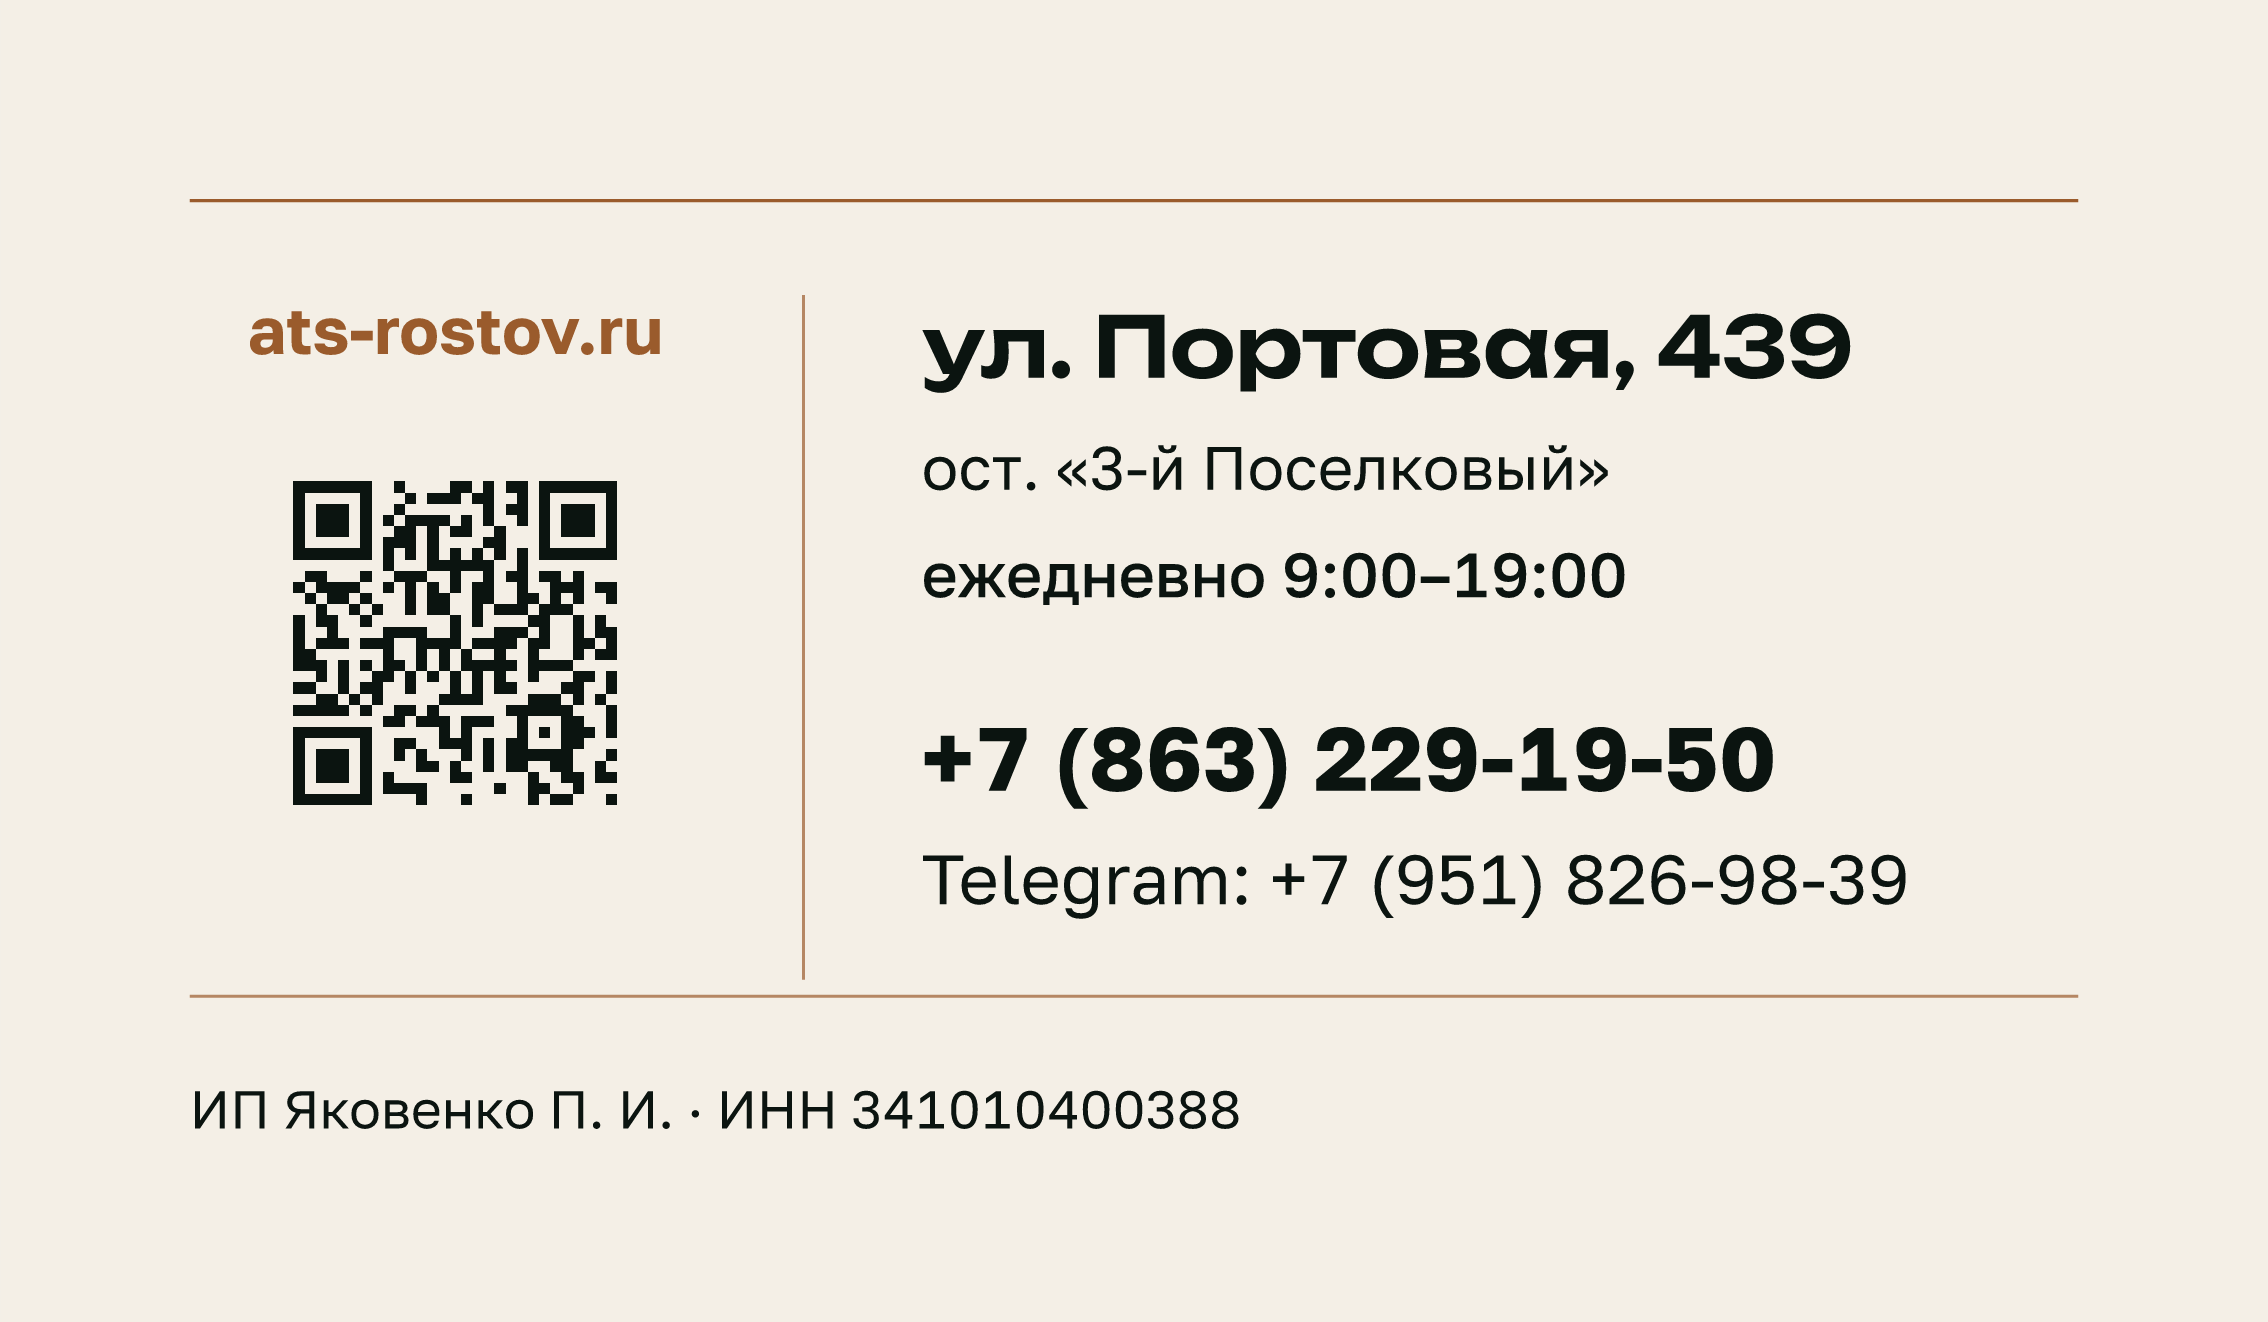 ats-rostov.ru
ул. Портовая, 439
ост. «3-й Поселковый»
ежедневно 9:00–19:00
+7 (863) 229-19-50
Telegram: +7 (951) 826-98-39
ИП Яковенко П. И. · ИНН 341010400388